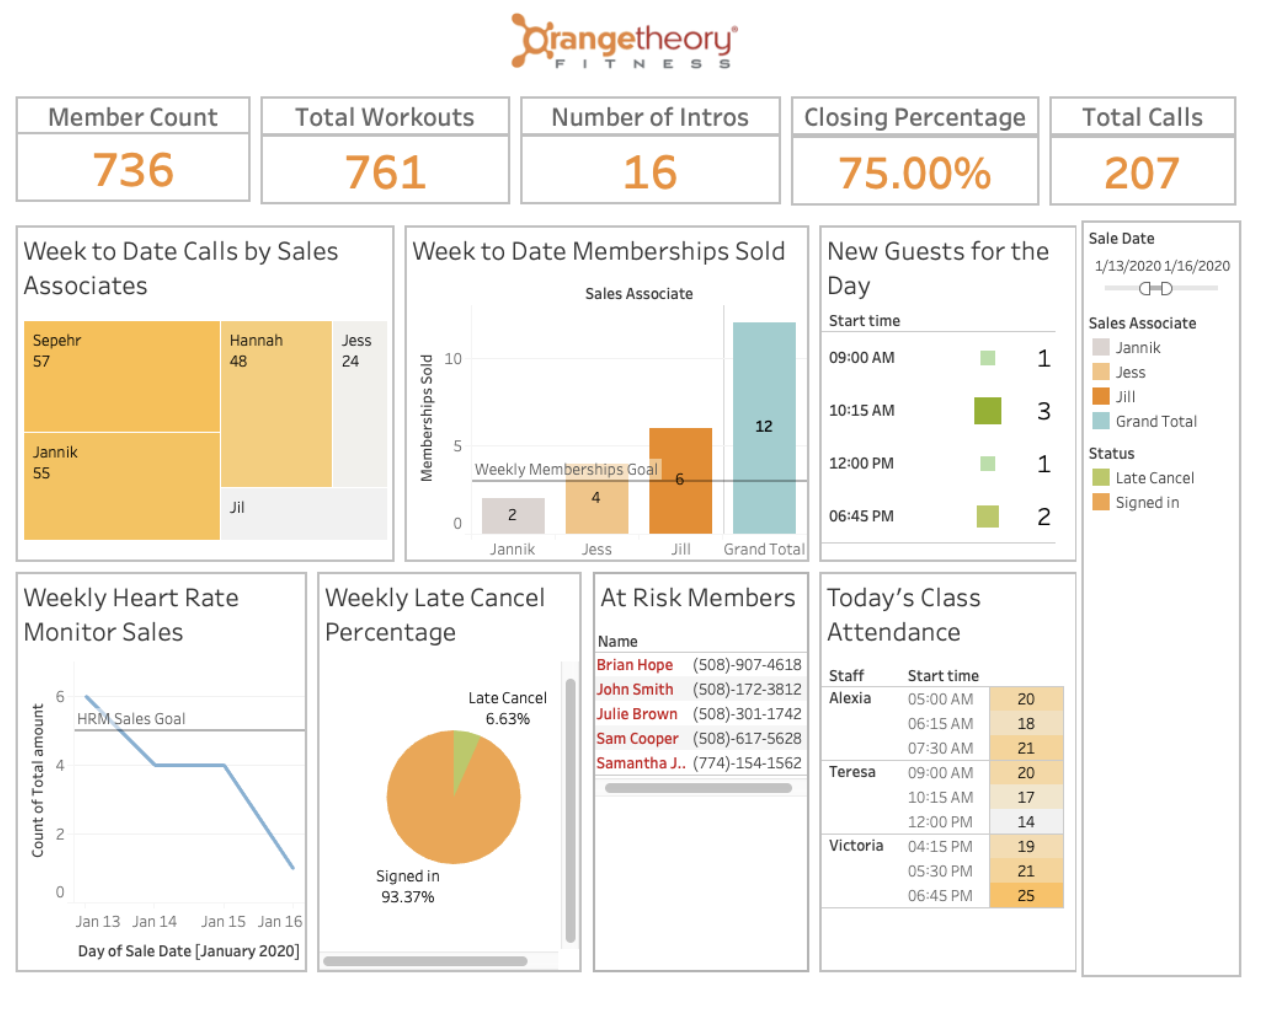 Orangetheory®
FITNESS
Member Count
736
Total Workouts
761
Number of Intros
16
Closing Percentage
75.00%
Total Calls
207
Week to Date Calls by Sales
Associates
Sepehr
57
Hannah
48
Jess
24
Jannik
55
Jil
Week to Date Memberships Sold
Sales Associate
Memberships Sold
10
5
0
Weekly Memberships Goal
2
4
6
12
Jannik
Jess
Jill
Grand Total
New Guests for the
Day
Start time
09:00 AM 1
10:15 AM 3
12:00 PM 1
06:45 PM 2
Sale Date
1/13/2020 1/16/2020
Sales Associate
Jannik
Jess
Jill
Grand Total
Status
Late Cancel
Signed in
Weekly Heart Rate
Monitor Sales
Count of Total amount
6
HRM Sales Goal
4
2
0
Jan 13 Jan 14 Jan 15 Jan 16
Day of Sale Date [January 2020]
Weekly Late Cancel
Percentage
Late Cancel
6.63%
Signed in
93.37%
At Risk Members
Name
Brian Hope (508)-907-4618
John Smith (508)-172-3812
Julie Brown (508)-301-1742
Sam Cooper (508)-617-5628
Samantha J.. (774)-154-1562
Today's Class
Attendance
Staff Start time
Alexia 05:00 AM 20
06:15 AM 18
07:30 AM 21
Teresa 09:00 AM 20
10:15 AM 17
12:00 PM 14
Victoria 04:15 PM 19
05:30 PM 21
06:45 PM 25